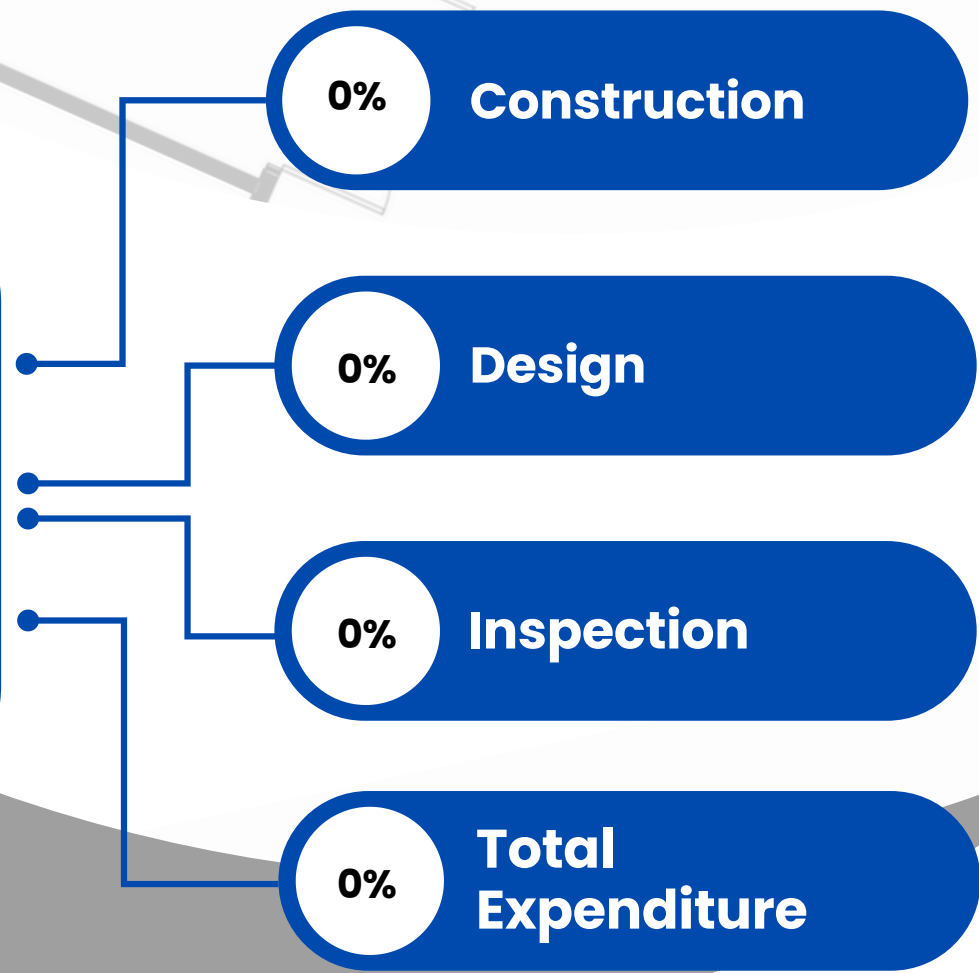 0%
Construction
0%
Design
0%
Inspection
0%
Total
Expenditure